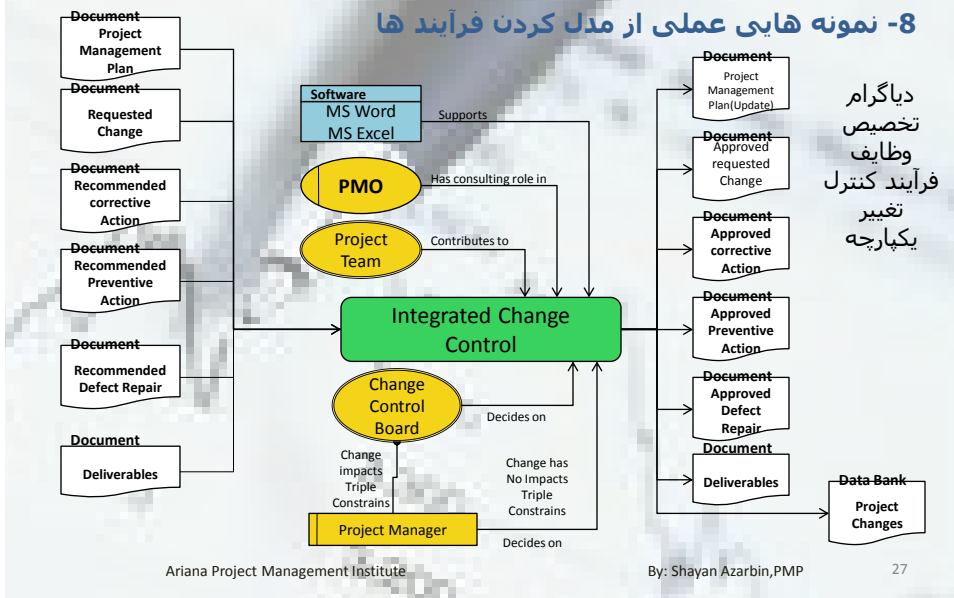 8- نمونه هایی عملی از مدل کردن فرآیند ها
Document
Project
Management
Plan
Document
Requested
Change
Document
Recommended
corrective
Action
Document
Recommended
Preventive
Action
Document
Recommended
Defect Repair
Document
Deliverables
Software
MS Word
MS Excel
Supports
PMO
Has consulting role in
Project
Team
Contributes to
Integrated Change
Control
Change
Control
Board
Decides on
Change
impacts
Triple
Constrains
Change has
No Impacts
Triple
Constrains
Project Manager
Decides on
Document
Project
Management
Plan(Update)
Document
Approved
requested
Change
Document
Approved
corrective
Action
Document
Approved
Preventive
Action
Document
Approved
Defect
Repair
Document
Deliverables
Data Bank
Project
Changes
دیاگرام
تخصیص
وظایف
فرآیند کنترل
تغییر
یکپارچه
Ariana Project Management Institute
By: Shayan Azarbin,PMP
27